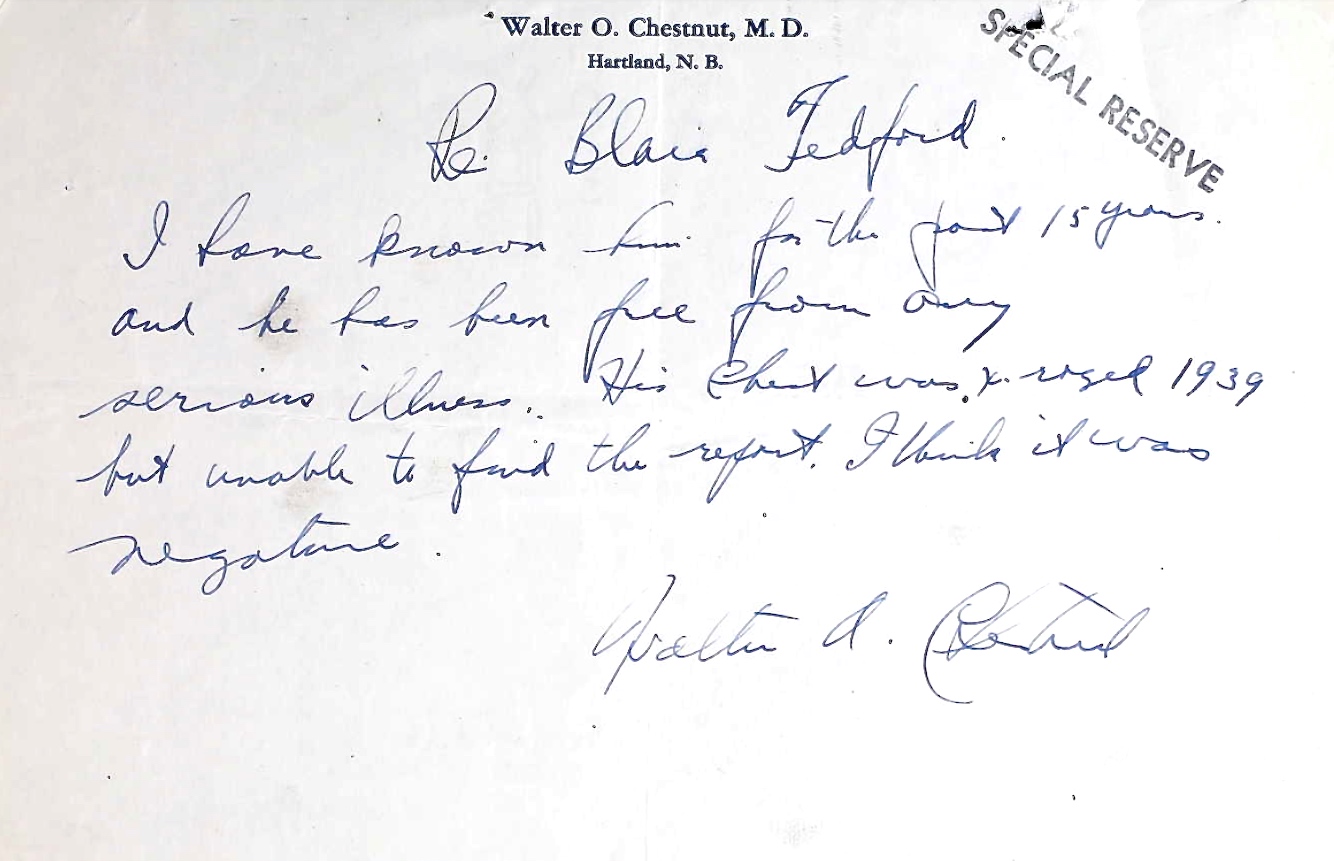 Walter O. Chestnut, M. D.
Hartland, N. B.
SPECIAL RESERVE
Re: Blair Tedford.
I have known him for the past 15 years.
and he has been free from any
serious illness. His Chest was x-rayed 1939
but unable to find the report. I think it was
negative.
Walter O. Chestnut